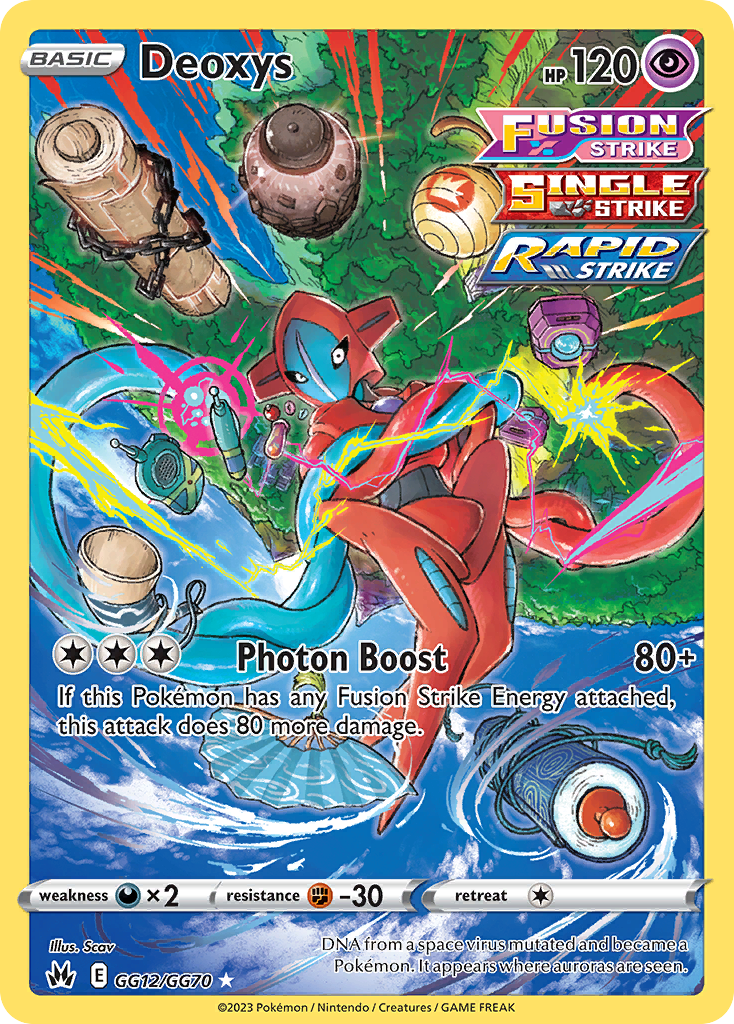 BASIC Deoxys HP 120
FUSION STRIKE
SINGLE STRIKE
RAPID STRIKE
Photon Boost 80+
If this Pokémon has any Fusion Strike Energy attached,
this attack does 80 more damage.
weakness ×2 resistance -30 retreat
Illus. Scav
DNA from a space virus mutated and became a
Pokémon. It appears where auroras are seen.
E GG12/GG70 ★
©2023 Pokémon / Nintendo / Creatures / GAME FREAK